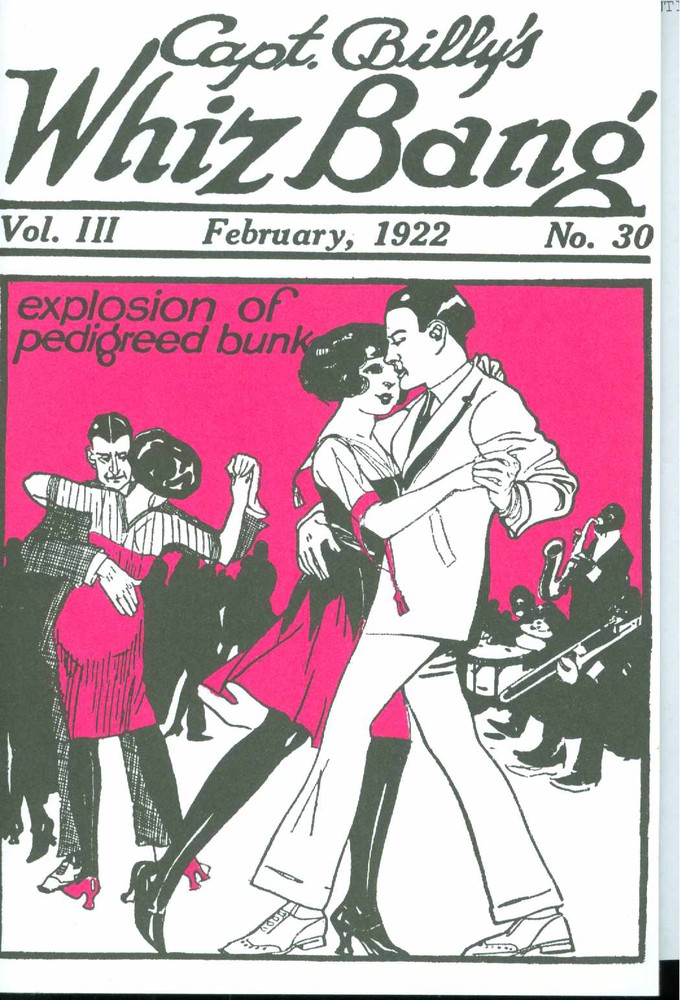 Capt. Billy's
Whiz Bang
Vol. III February, 1922 No. 30
explosion of
pedigreed bunk